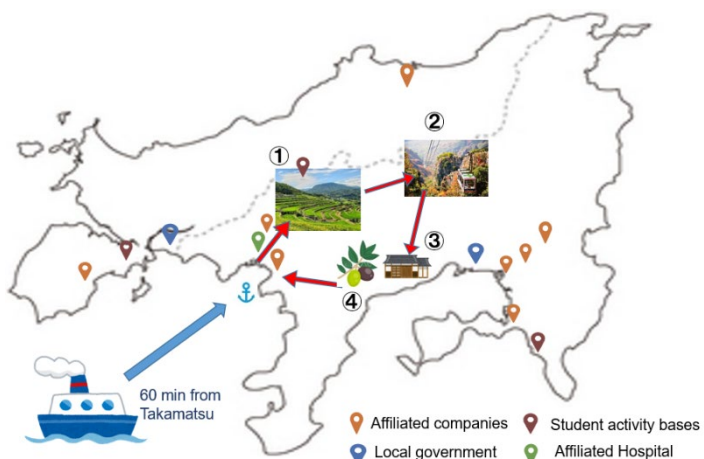 ②
①
③
④
60 min from
Takamatsu
Affiliated companies
Student activity bases
Local government
Affiliated Hospital